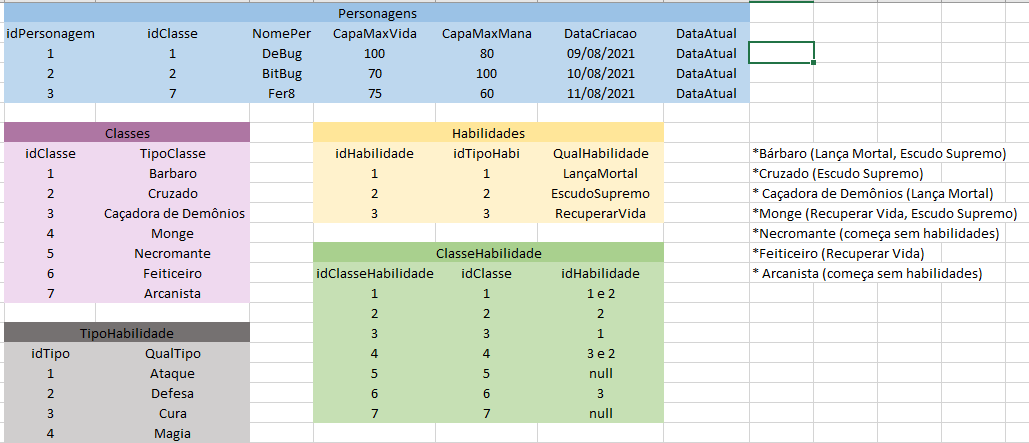 Personagens
idPersonagem idClasse NomePer CapaMaxVida CapaMaxMana DataCriacao DataAtual
1 1 DeBug 100 80 09/08/2021 DataAtual
2 2 BitBug 70 100 10/08/2021 DataAtual
3 7 Fer8 75 60 11/08/2021 DataAtual
Classes
idClasse TipoClasse
1 Barbaro
2 Cruzado
3 Caçadora de Demônios
4 Monge
5 Necromante
6 Feiticeiro
7 Arcanista
TipoHabilidade
idTipo QualTipo
1 Ataque
2 Defesa
3 Cura
4 Magia
Habilidades
idHabilidade idTipoHabi QualHabilidade
1 1 LançaMortal
2 2 EscudoSupremo
3 3 RecuperarVida
ClasseHabilidade
idClasseHabilidade idClasse idHabilidade
1 1 1 e 2
2 2 2
3 3 1
4 4 3 e 2
5 5 null
6 6 3
7 7 null
*Bárbaro (Lança Mortal, Escudo Supremo)
*Cruzado (Escudo Supremo)
* Caçadora de Demônios (Lança Mortal)
*Monge (Recuperar Vida, Escudo Supremo)
*Necromante (começa sem habilidades)
*Feiticeiro (Recuperar Vida)
* Arcanista (começa sem habilidades)